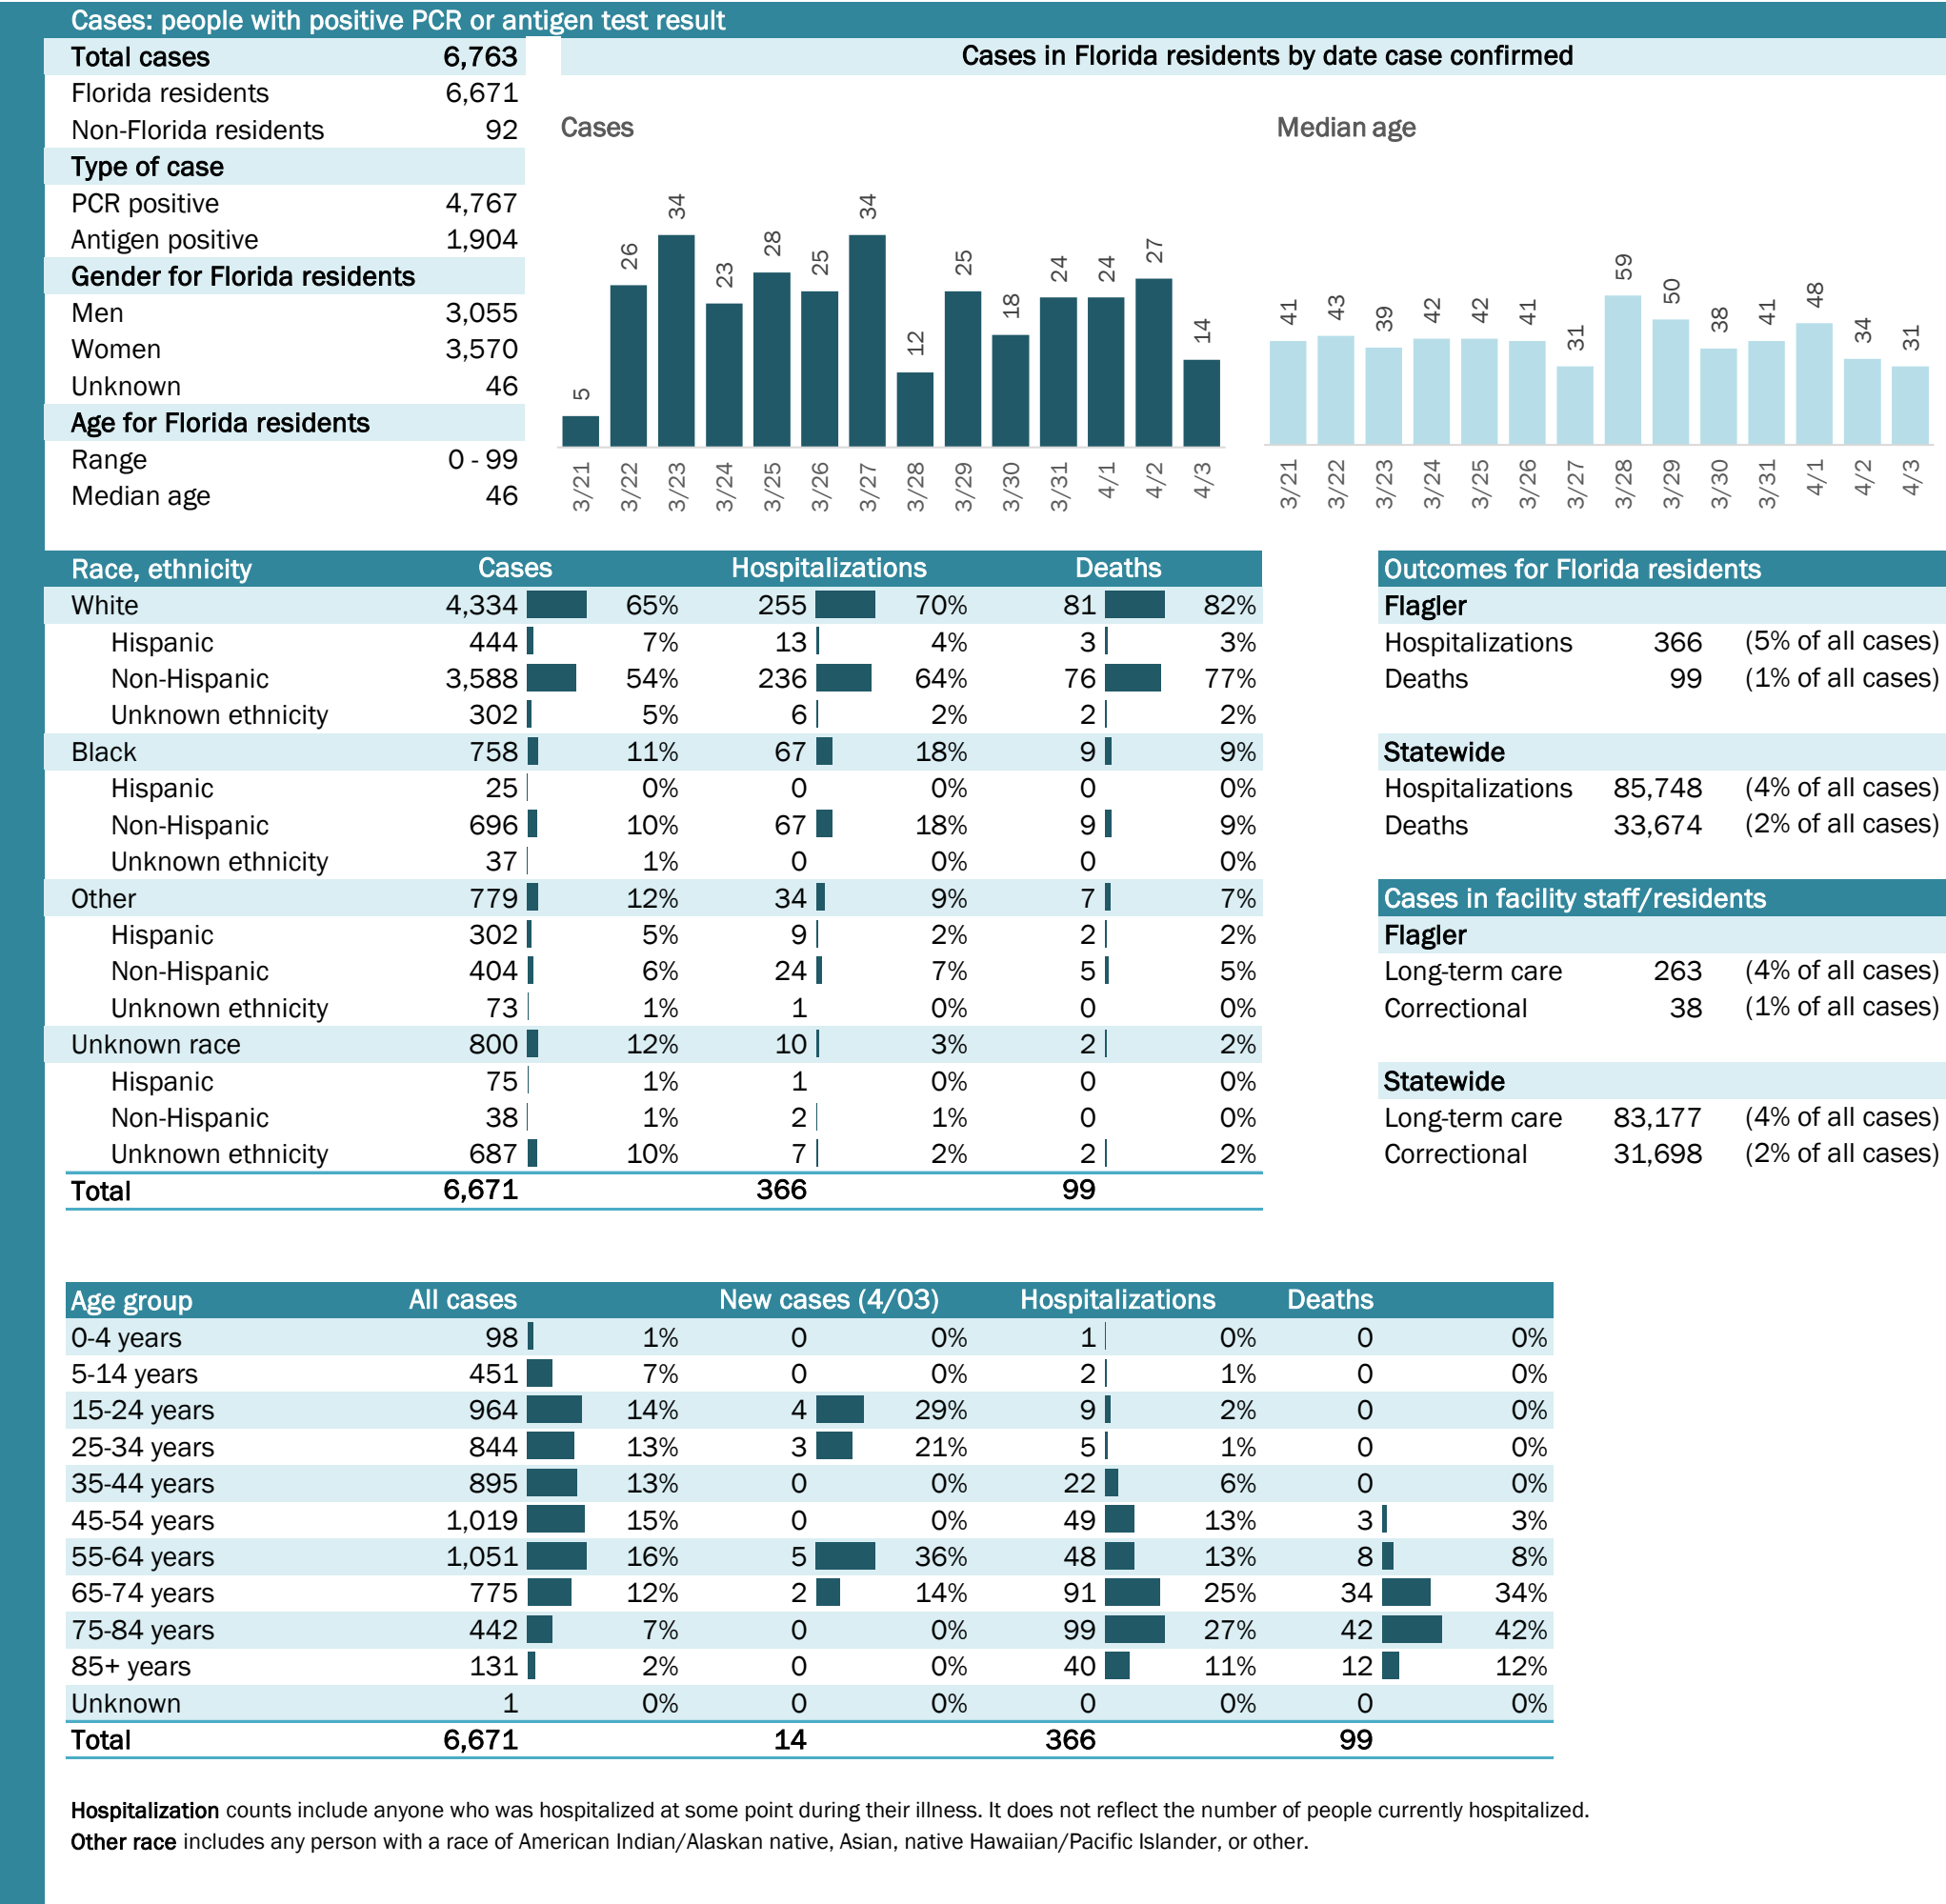 Cases: people with positive PCR or antigen test result
Total cases 6,763
Florida residents 6,671
Non-Florida residents 92
Type of case
PCR positive 4,767
Antigen positive 1,904
Gender for Florida residents
Men 3,055
Women 3,570
Unknown 46
Age for Florida residents
Range 0 - 99
Median age 46
Cases in Florida residents by date case confirmed
Cases
5 26 34 23 28 25 34 12 25 18 24 24 27 14
3/21 3/22 3/23 3/24 3/25 3/26 3/27 3/28 3/29 3/30 3/31 4/1 4/2 4/3
Median age
41 43 39 42 42 41 31 59 50 38 41 48 34 31
3/21 3/22 3/23 3/24 3/25 3/26 3/27 3/28 3/29 3/30 3/31 4/1 4/2 4/3
Race, ethnicity Cases Hospitalizations Deaths
White 4,334 65% 255 70% 81 82%
Hispanic 444 7% 13 4% 3 3%
Non-Hispanic 3,588 54% 236 64% 76 77%
Unknown ethnicity 302 5% 6 2% 2 2%
Black 758 11% 67 18% 9 9%
Hispanic 25 0% 0 0% 0 0%
Non-Hispanic 696 10% 67 18% 9 9%
Unknown ethnicity 37 1% 0 0% 0 0%
Other 779 12% 34 9% 7 7%
Hispanic 302 5% 9 2% 2 2%
Non-Hispanic 404 6% 24 7% 5 5%
Unknown ethnicity 73 1% 1 0% 0 0%
Unknown race 800 12% 10 3% 2 2%
Hispanic 75 1% 1 0% 0 0%
Non-Hispanic 38 1% 2 1% 0 0%
Unknown ethnicity 687 10% 7 2% 2 2%
Total 6,671 366 99
Outcomes for Florida residents
Flagler
Hospitalizations 366 (5% of all cases)
Deaths 99 (1% of all cases)
Statewide
Hospitalizations 85,748 (4% of all cases)
Deaths 33,674 (2% of all cases)
Cases in facility staff/residents
Flagler
Long-term care 263 (4% of all cases)
Correctional 38 (1% of all cases)
Statewide
Long-term care 83,177 (4% of all cases)
Correctional 31,698 (2% of all cases)
Age group All cases New cases (4/03) Hospitalizations Deaths
0-4 years 98 1% 0 0% 1 0% 0 0%
5-14 years 451 7% 0 0% 2 1% 0 0%
15-24 years 964 14% 4 29% 9 2% 0 0%
25-34 years 844 13% 3 21% 5 1% 0 0%
35-44 years 895 13% 0 0% 22 6% 0 0%
45-54 years 1,019 15% 0 0% 49 13% 3 3%
55-64 years 1,051 16% 5 36% 48 13% 8 8%
65-74 years 775 12% 2 14% 91 25% 34 34%
75-84 years 442 7% 0 0% 99 27% 42 42%
85+ years 131 2% 0 0% 40 11% 12 12%
Unknown 1 0% 0 0% 0 0% 0 0%
Total 6,671 14 366 99
Hospitalization counts include anyone who was hospitalized at some point during their illness. It does not reflect the number of people currently hospitalized.
Other race includes any person with a race of American Indian/Alaskan native, Asian, native Hawaiian/Pacific Islander, or other.